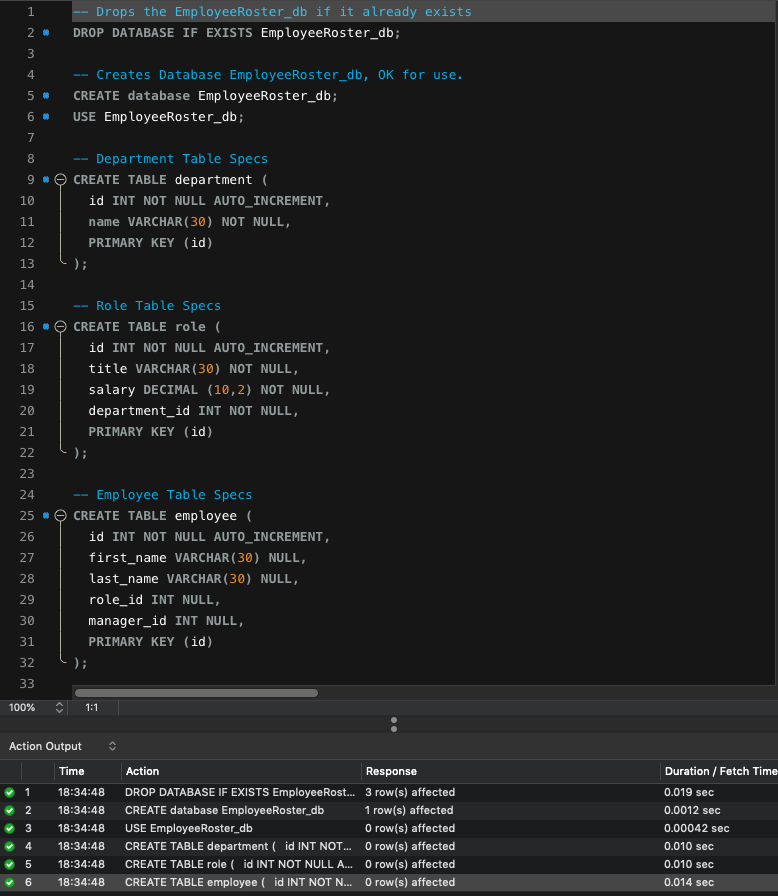 1 -- Drops the EmployeeRoster_db if it already exists
2 DROP DATABASE IF EXISTS EmployeeRoster_db;
3
4 -- Creates Database EmployeeRoster_db, OK for use.
5 CREATE database EmployeeRoster_db;
6 USE EmployeeRoster_db;
7
8 -- Department Table Specs
9 CREATE TABLE department (
10 id INT NOT NULL AUTO_INCREMENT,
11 name VARCHAR(30) NOT NULL,
12 PRIMARY KEY (id)
13 );
14
15 -- Role Table Specs
16 CREATE TABLE role (
17 id INT NOT NULL AUTO_INCREMENT,
18 title VARCHAR(30) NOT NULL,
19 salary DECIMAL (10,2) NOT NULL,
20 department_id INT NOT NULL,
21 PRIMARY KEY (id)
22 );
23
24 -- Employee Table Specs
25 CREATE TABLE employee (
26 id INT NOT NULL AUTO_INCREMENT,
27 first_name VARCHAR(30) NULL,
28 last_name VARCHAR(30) NULL,
29 role_id INT NULL,
30 manager_id INT NULL,
31 PRIMARY KEY (id)
32 );
33
100% 1:1
Action Output
Time Action Response Duration / Fetch Time
1 18:34:48 DROP DATABASE IF EXISTS EmployeeRost... 3 row(s) affected 0.019 sec
2 18:34:48 CREATE database EmployeeRoster_db 1 row(s) affected 0.0012 sec
3 18:34:48 USE EmployeeRoster_db 0 row(s) affected 0.00042 sec
4 18:34:48 CREATE TABLE department ( id INT NOT... 0 row(s) affected 0.010 sec
5 18:34:48 CREATE TABLE role ( id INT NOT NULL A... 0 row(s) affected 0.010 sec
6 18:34:48 CREATE TABLE employee ( id INT NOT N... 0 row(s) affected 0.014 sec